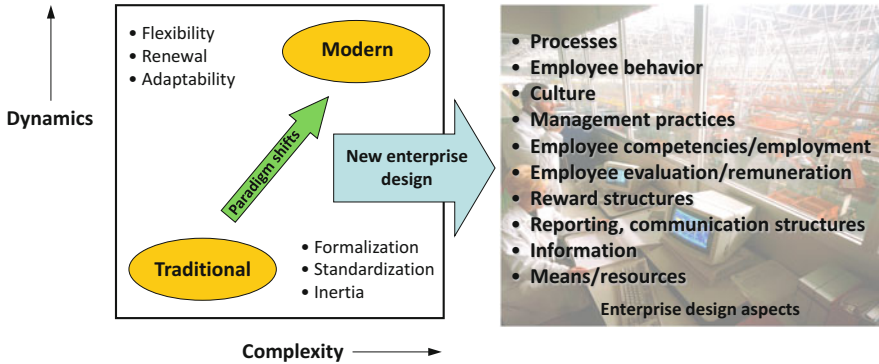 Dynamics
• Flexibility
• Renewal
• Adaptability
Modern
Paradigm shifts
New enterprise
design
Traditional
• Formalization
• Standardization
• Inertia
Complexity
• Processes
• Employee behavior
• Culture
• Management practices
• Employee competencies/employment
• Employee evaluation/remuneration
• Reward structures
• Reporting, communication structures
• Information
• Means/resources
Enterprise design aspects